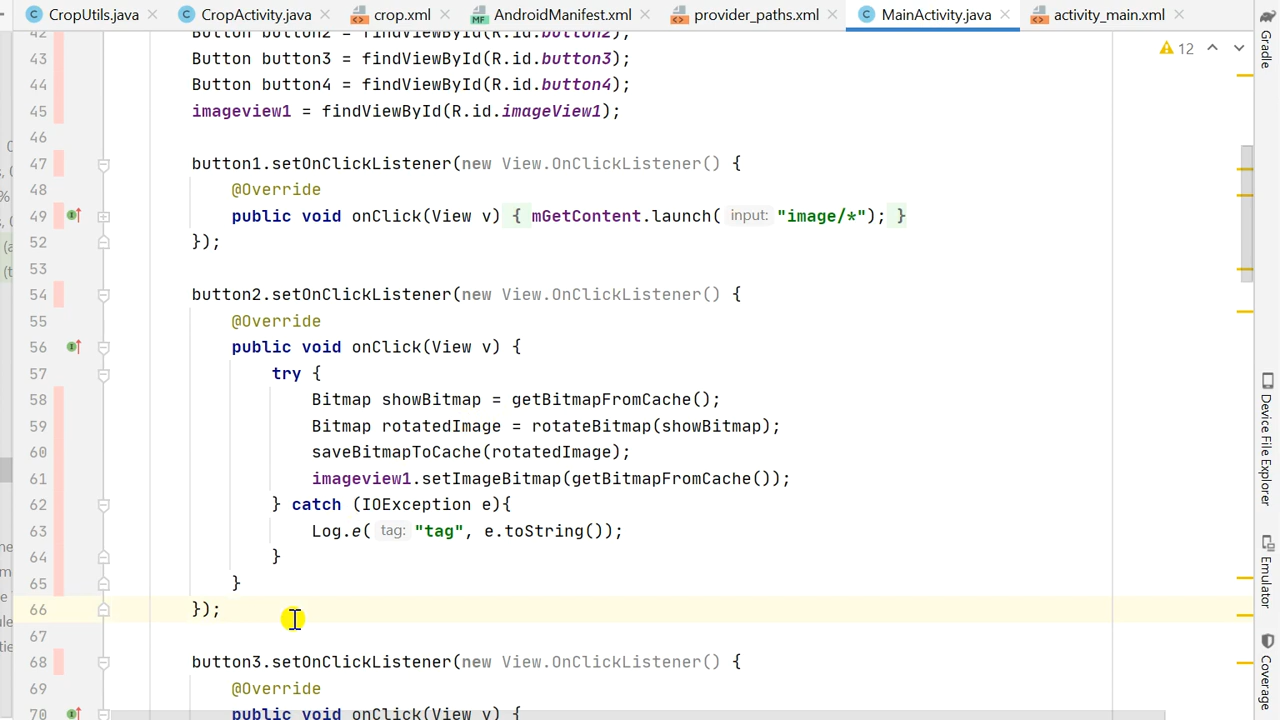 CropUtils.java
CropActivity.java
crop.xml
AndroidManifest.xml
provider_paths.xml
MainActivity.java
activity_main.xml
12
42 Button button2 = findViewById(R.id.button2);
43 Button button3 = findViewById(R.id.button3);
44 Button button4 = findViewById(R.id.button4);
45 imageview1 = findViewById(R.id.imageView1);
46
47 button1.setOnClickListener(new View.OnClickListener() {
48 @Override
49 public void onClick(View v) { mGetContent.launch( input: "image/*"); }
52 });
53
54 button2.setOnClickListener(new View.OnClickListener() {
55 @Override
56 public void onClick(View v) {
57 try {
58 Bitmap showBitmap = getBitmapFromCache();
59 Bitmap rotatedImage = rotateBitmap(showBitmap);
60 saveBitmapToCache(rotatedImage);
61 imageview1.setImageBitmap(getBitmapFromCache());
62 } catch (IOException e){
63 Log.e( tag: "tag", e.toString());
64 }
65 }
66 });
67
68 button3.setOnClickListener(new View.OnClickListener() {
69 @Override
70 public void onClick(View v) {
Gradle
Device File Explorer
Emulator
Coverage